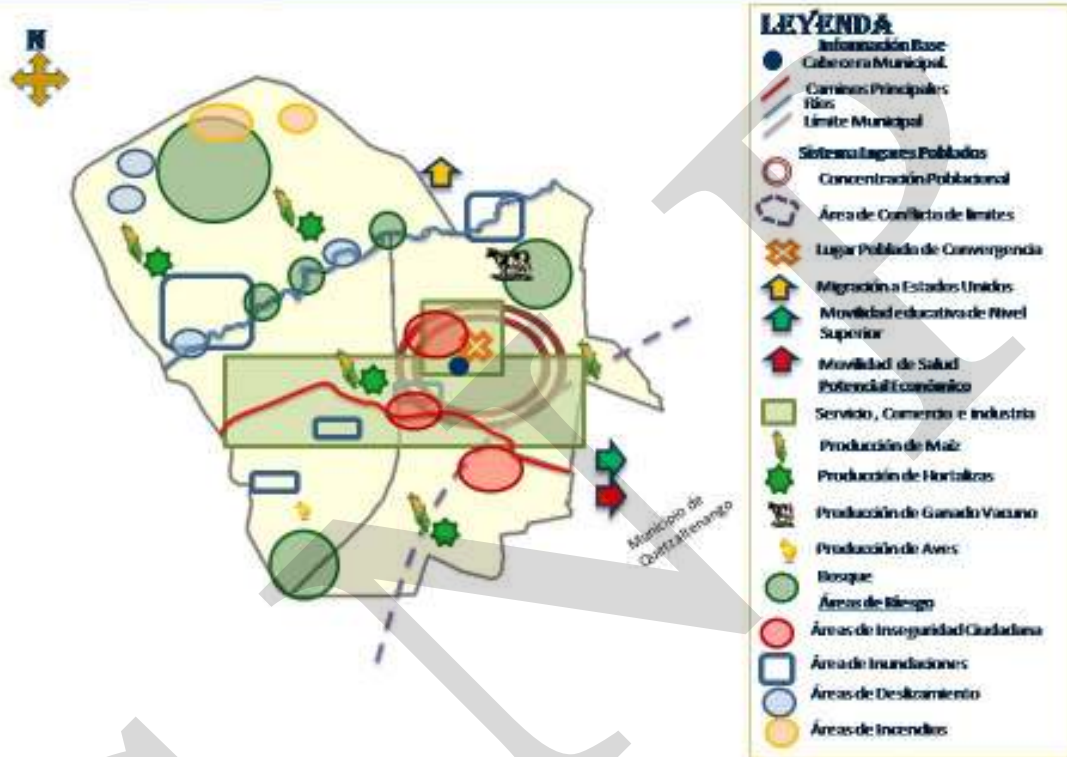 N
Municipio de
Quetzaltenango
LEYENDA
Información Base
Cabecera Municipal.
Caminos Principales
Ríos
Límite Municipal
Sistema Lugares Poblados
Concentración Poblacional
Área de Conflicto de limites
Lugar Poblado de Convergencia
Migración a Estados Unidos
Movilidad educativa de Nivel
Superior
Movilidad de Salud
Potencial Económico
Servicio, Comercio e industria
Producción de Maíz
Producción de Hortalizas
Producción de Ganado Vacuno
Producción de Aves
Bosque
Áreas de Riesgo
Áreas de Inseguridad Ciudadana
Área de Inundaciones
Áreas de Deslizamiento
Áreas de Incendios